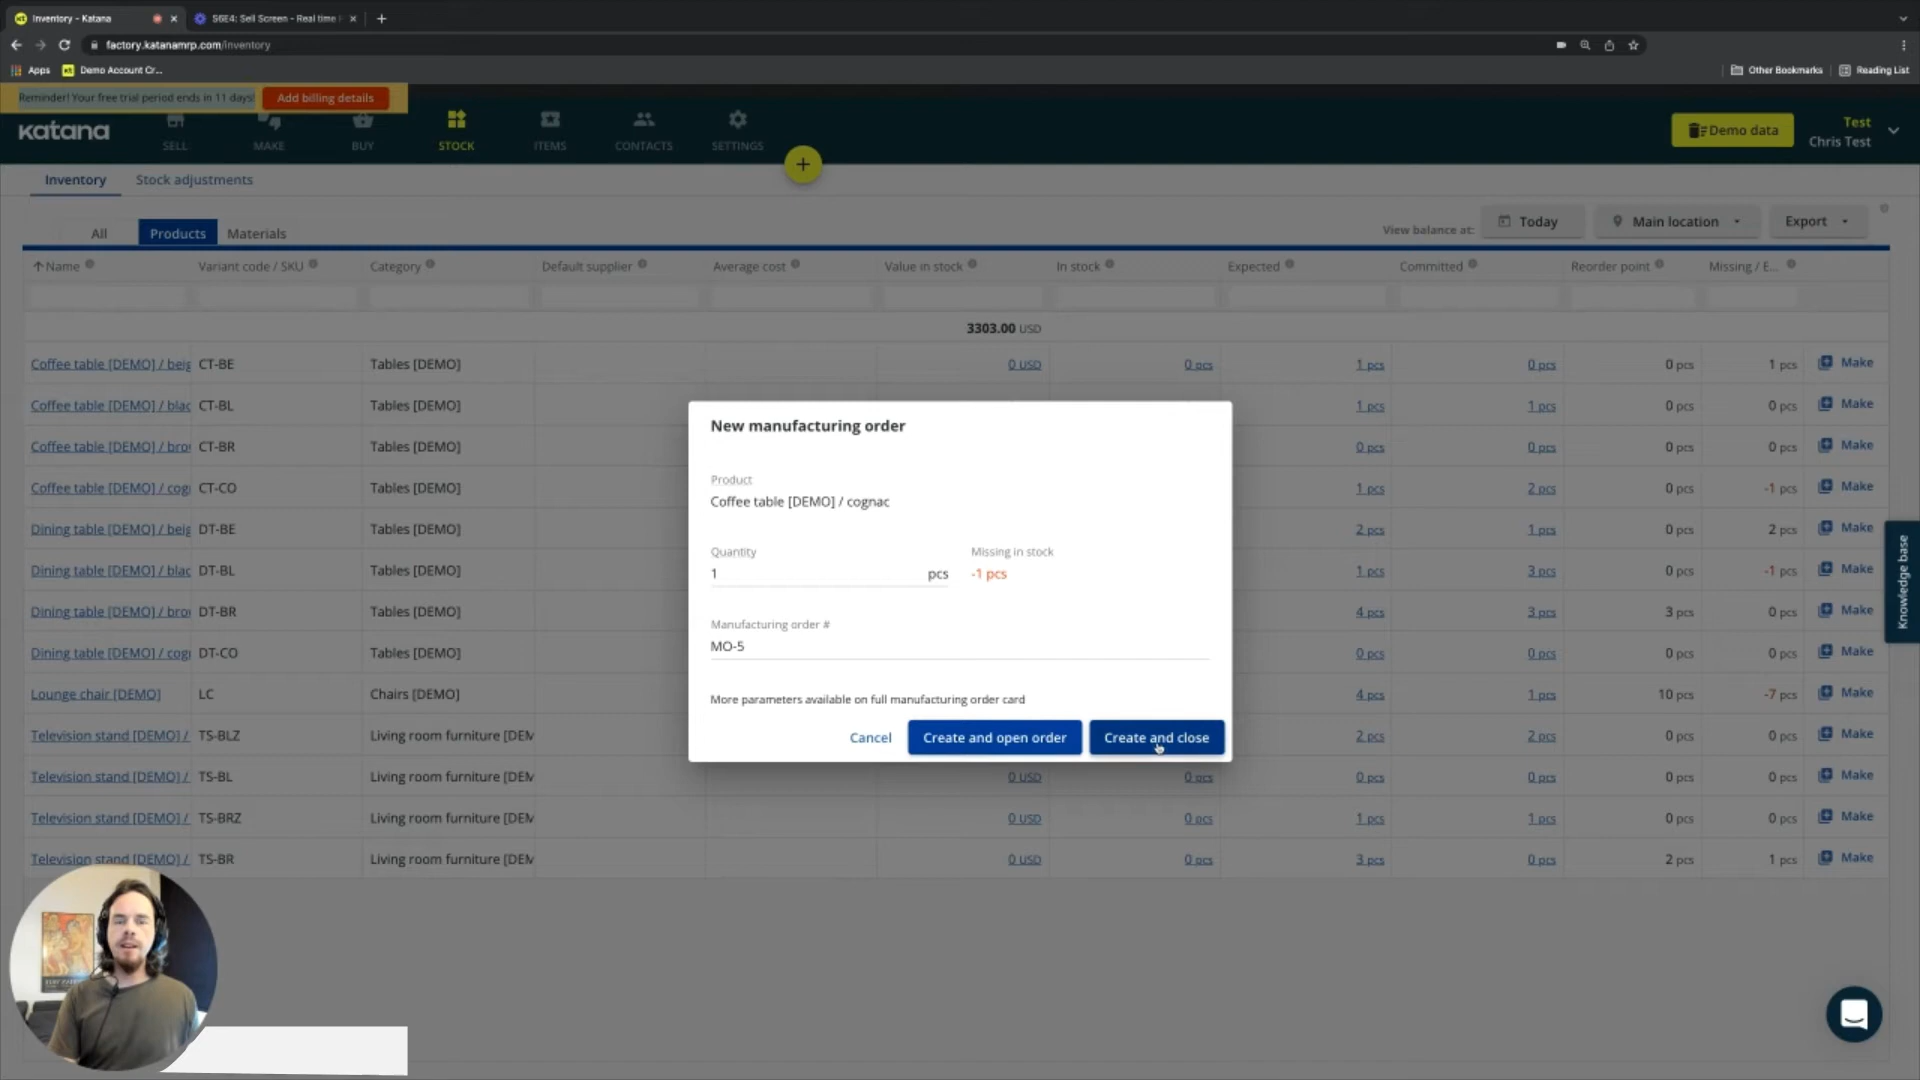 Inventory - Katana
S6E4: Sell Screen - Real time
factory.katanamrp.com/inventory
Apps
Demo Account Cr...
Other Bookmarks
Reading List
Reminder! Your free trial period ends in 11 days!
Add billing details
katana
SELL
MAKE
BUY
STOCK
ITEMS
CONTACTS
SETTINGS
+
Demo data
Test
Chris Test
Inventory
Stock adjustments
All
Products
Materials
View balance at:
Today
Main location
Export
Name
Variant code / SKU
Category
Default supplier
Average cost
Value in stock
In stock
Expected
Committed
Reorder point
Missing / E...
3303.00 USD
Coffee table [DEMO] / beig CT-BE Tables [DEMO] 0 USD 0 pcs 1 pcs 0 pcs 0 pcs 1 pcs Make
Coffee table [DEMO] / blac CT-BL Tables [DEMO] 1 pcs 1 pcs 0 pcs 0 pcs Make
Coffee table [DEMO] / brov CT-BR Tables [DEMO] 0 pcs 0 pcs 0 pcs 0 pcs Make
Coffee table [DEMO] / cog CT-CO Tables [DEMO] 1 pcs 2 pcs 0 pcs -1 pcs Make
Dining table [DEMO] / beig DT-BE Tables [DEMO] 2 pcs 1 pcs 0 pcs 2 pcs Make
Dining table [DEMO] / blac DT-BL Tables [DEMO] 1 pcs 3 pcs 0 pcs -1 pcs Make
Dining table [DEMO] / brov DT-BR Tables [DEMO] 4 pcs 3 pcs 3 pcs 0 pcs Make
Dining table [DEMO] / cog DT-CO Tables [DEMO] 0 pcs 0 pcs 0 pcs 0 pcs Make
Lounge chair [DEMO] LC Chairs [DEMO] 4 pcs 1 pcs 10 pcs -7 pcs Make
Television stand [DEMO] / TS-BLZ Living room furniture [DEM 2 pcs 2 pcs 0 pcs 0 pcs Make
Television stand [DEMO] / TS-BL Living room furniture [DEM 0 USD 0 pcs 0 pcs 0 pcs 0 pcs 0 pcs Make
Television stand [DEMO] / TS-BRZ Living room furniture [DEM 0 USD 0 pcs 1 pcs 1 pcs 0 pcs 0 pcs Make
Television stand [DEMO] / TS-BR Living room furniture [DEM 0 USD 0 pcs 3 pcs 0 pcs 2 pcs 1 pcs Make
New manufacturing order
Product
Coffee table [DEMO] / cognac
Quantity
1 pcs
Missing in stock
-1 pcs
Manufacturing order #
MO-5
More parameters available on full manufacturing order card
Cancel
Create and open order
Create and close
Knowledge base